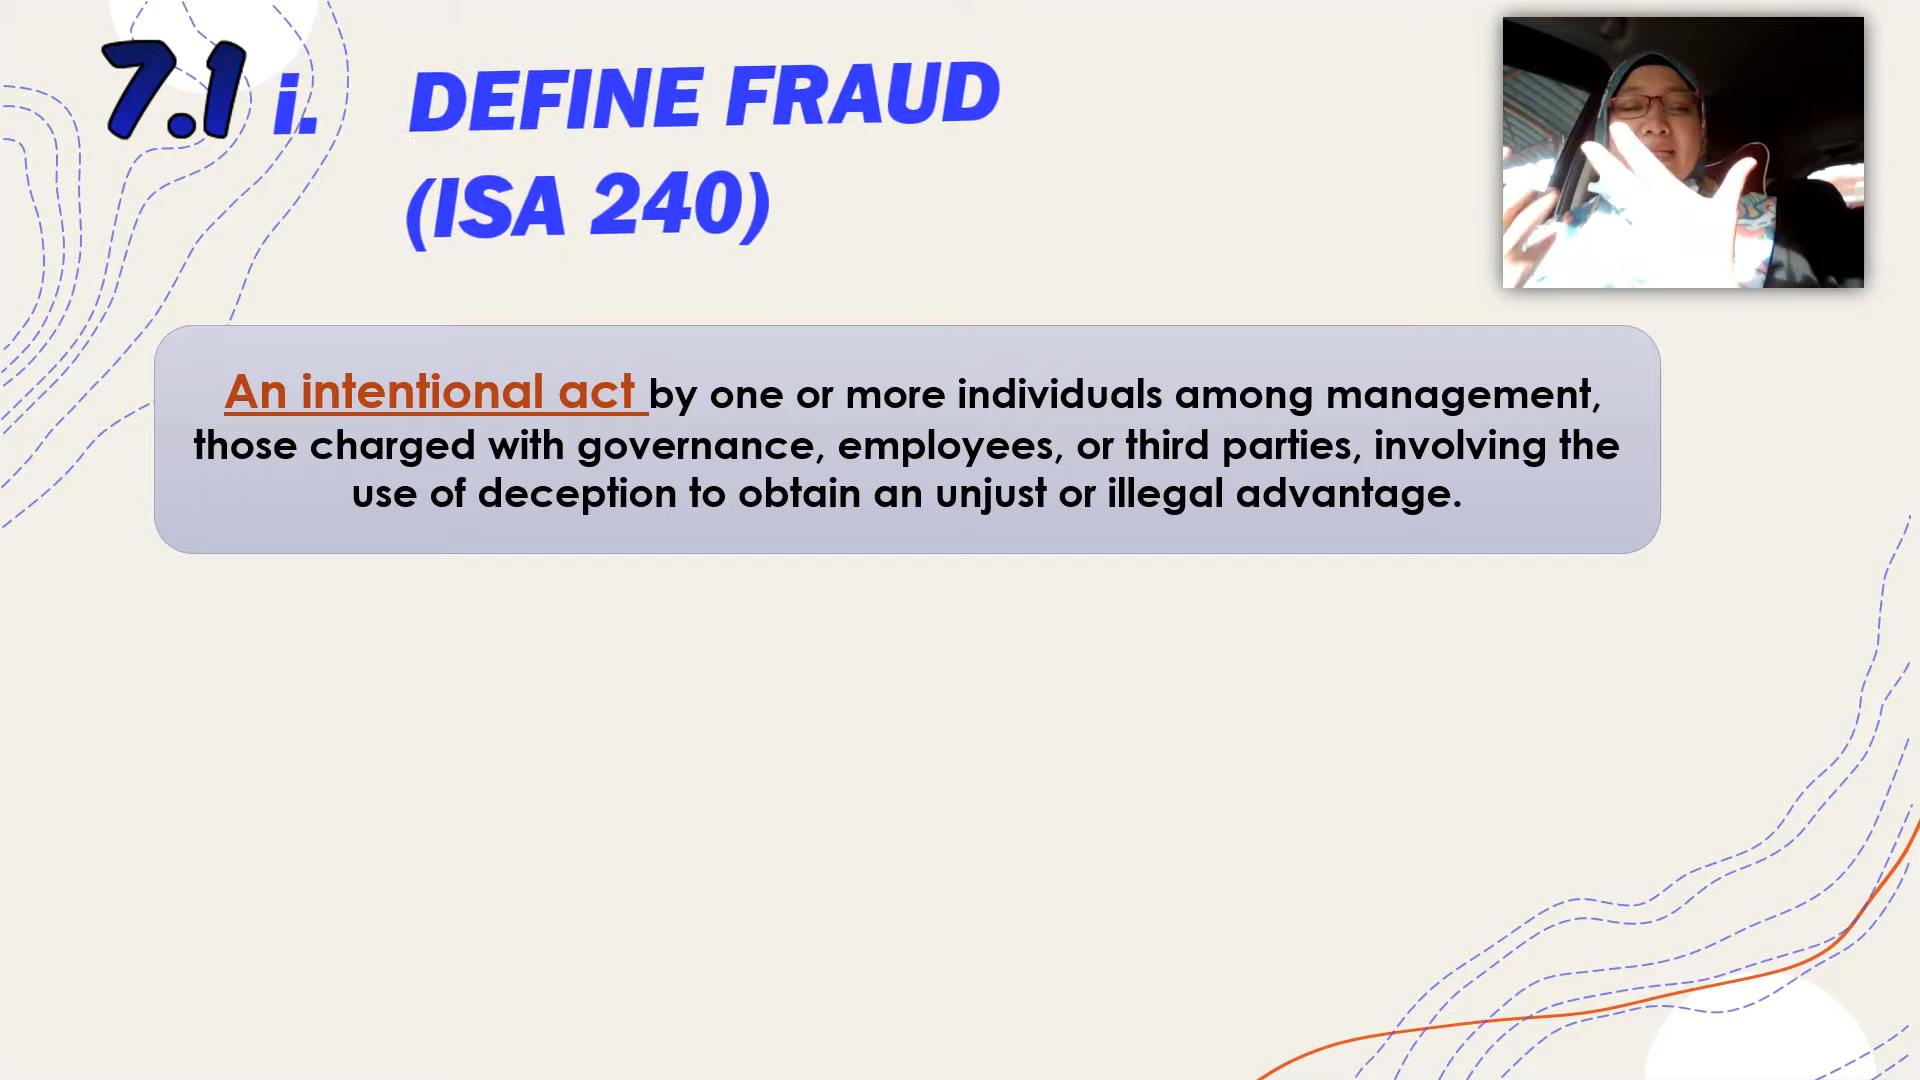 7.1 i. DEFINE FRAUD
(ISA 240)
An intentional act by one or more individuals among management,
those charged with governance, employees, or third parties, involving the
use of deception to obtain an unjust or illegal advantage.